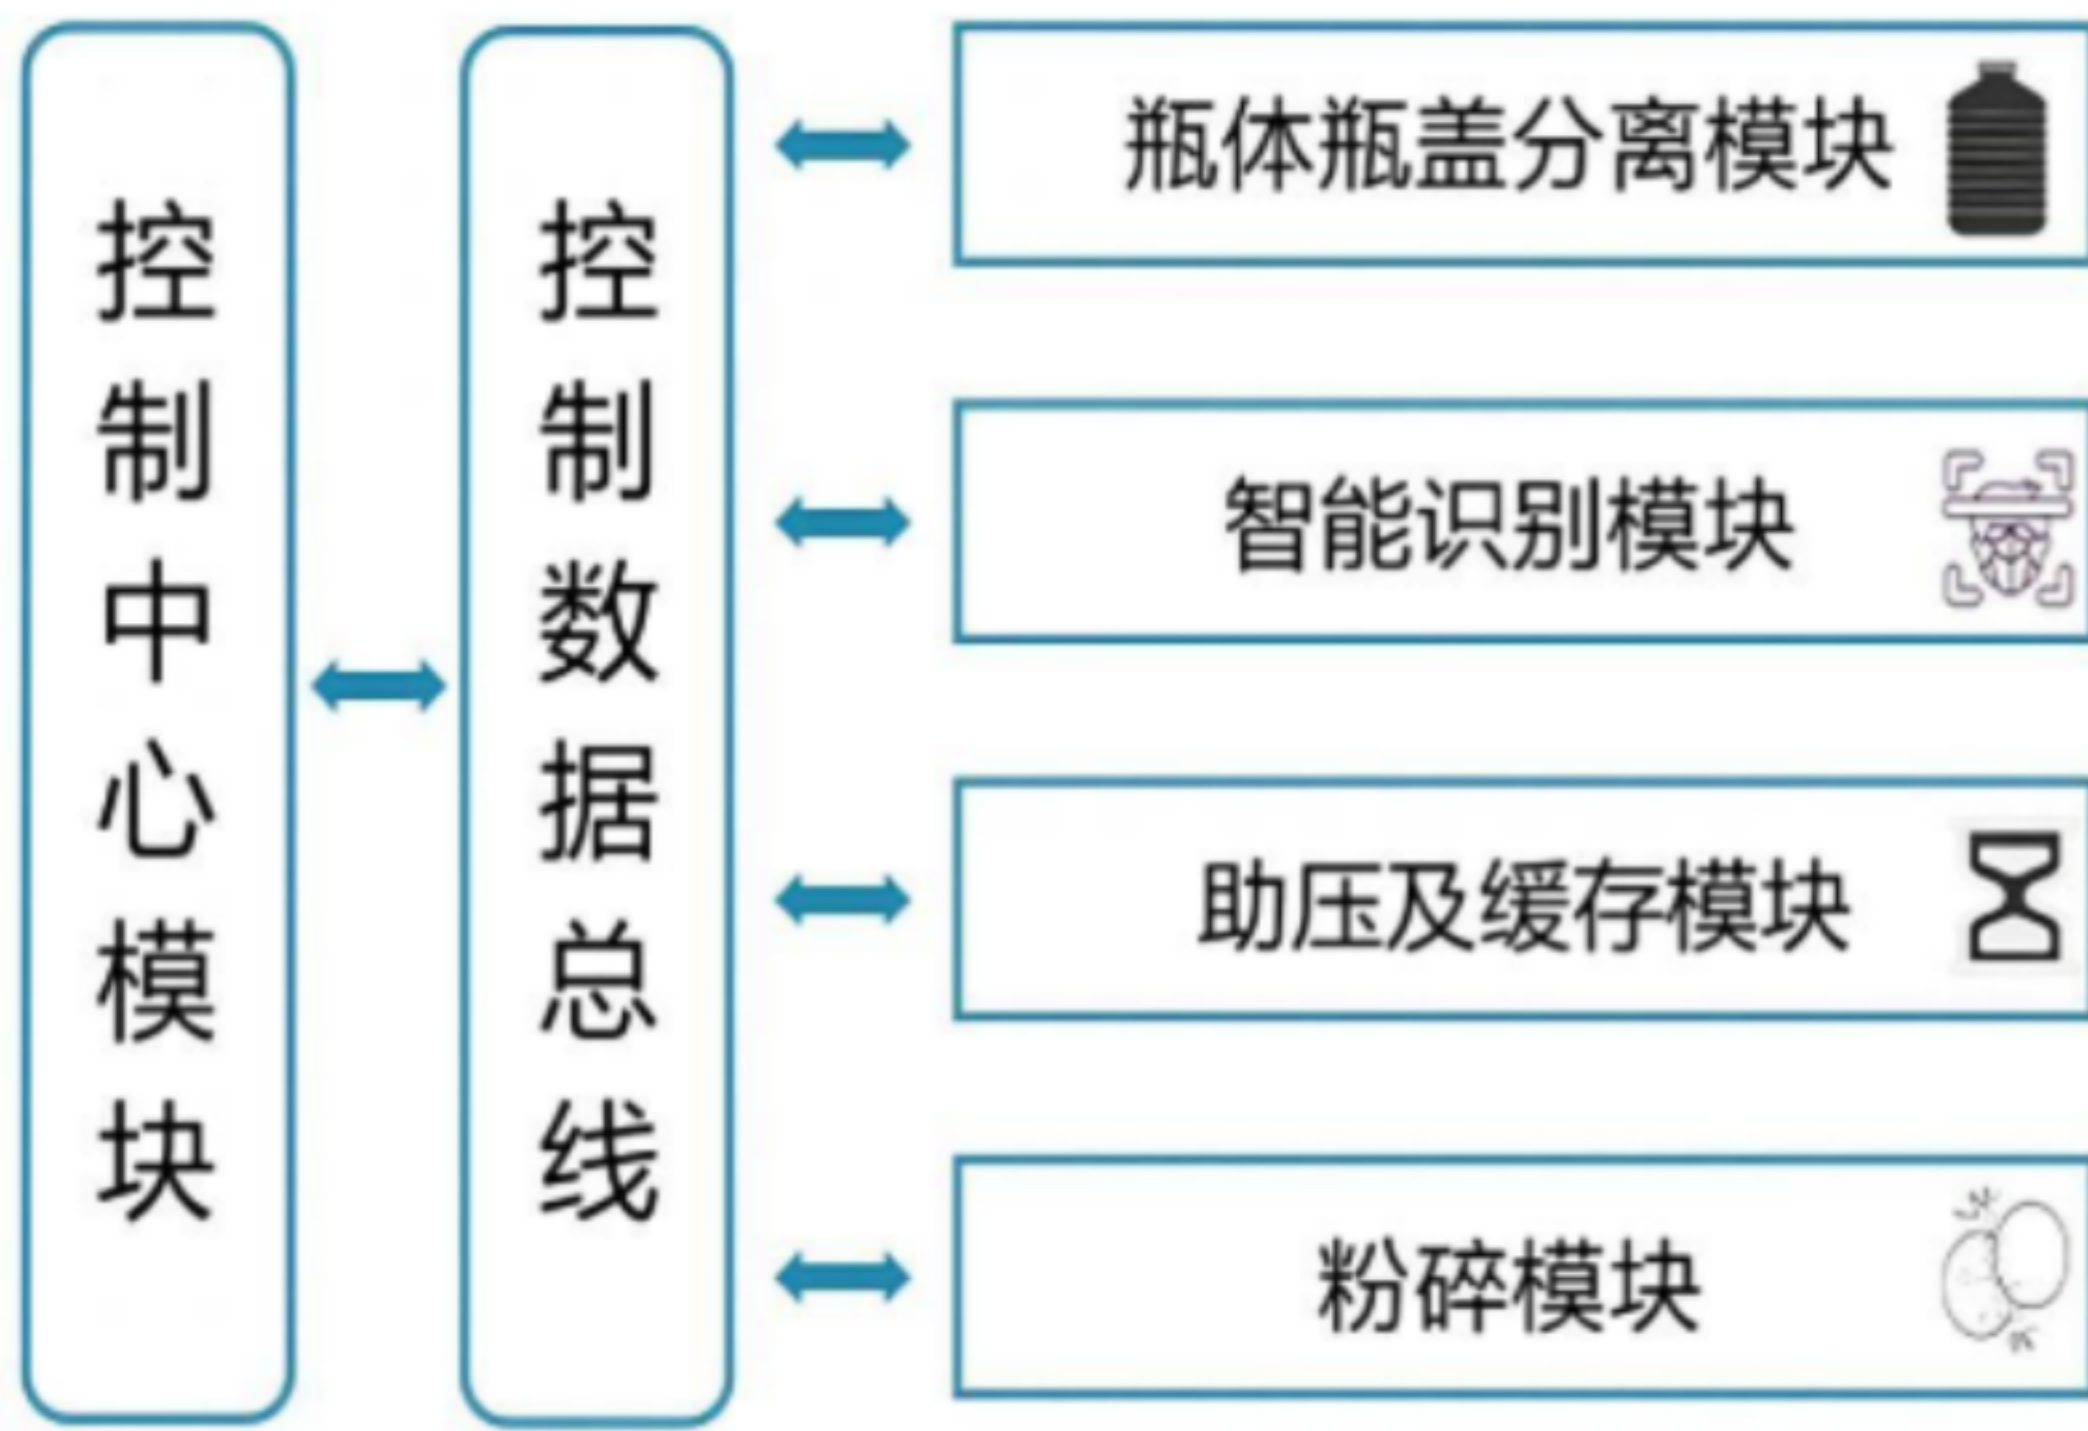 控制中心模块
控制数据总线
瓶体瓶盖分离模块
智能识别模块
助压及缓存模块
粉碎模块